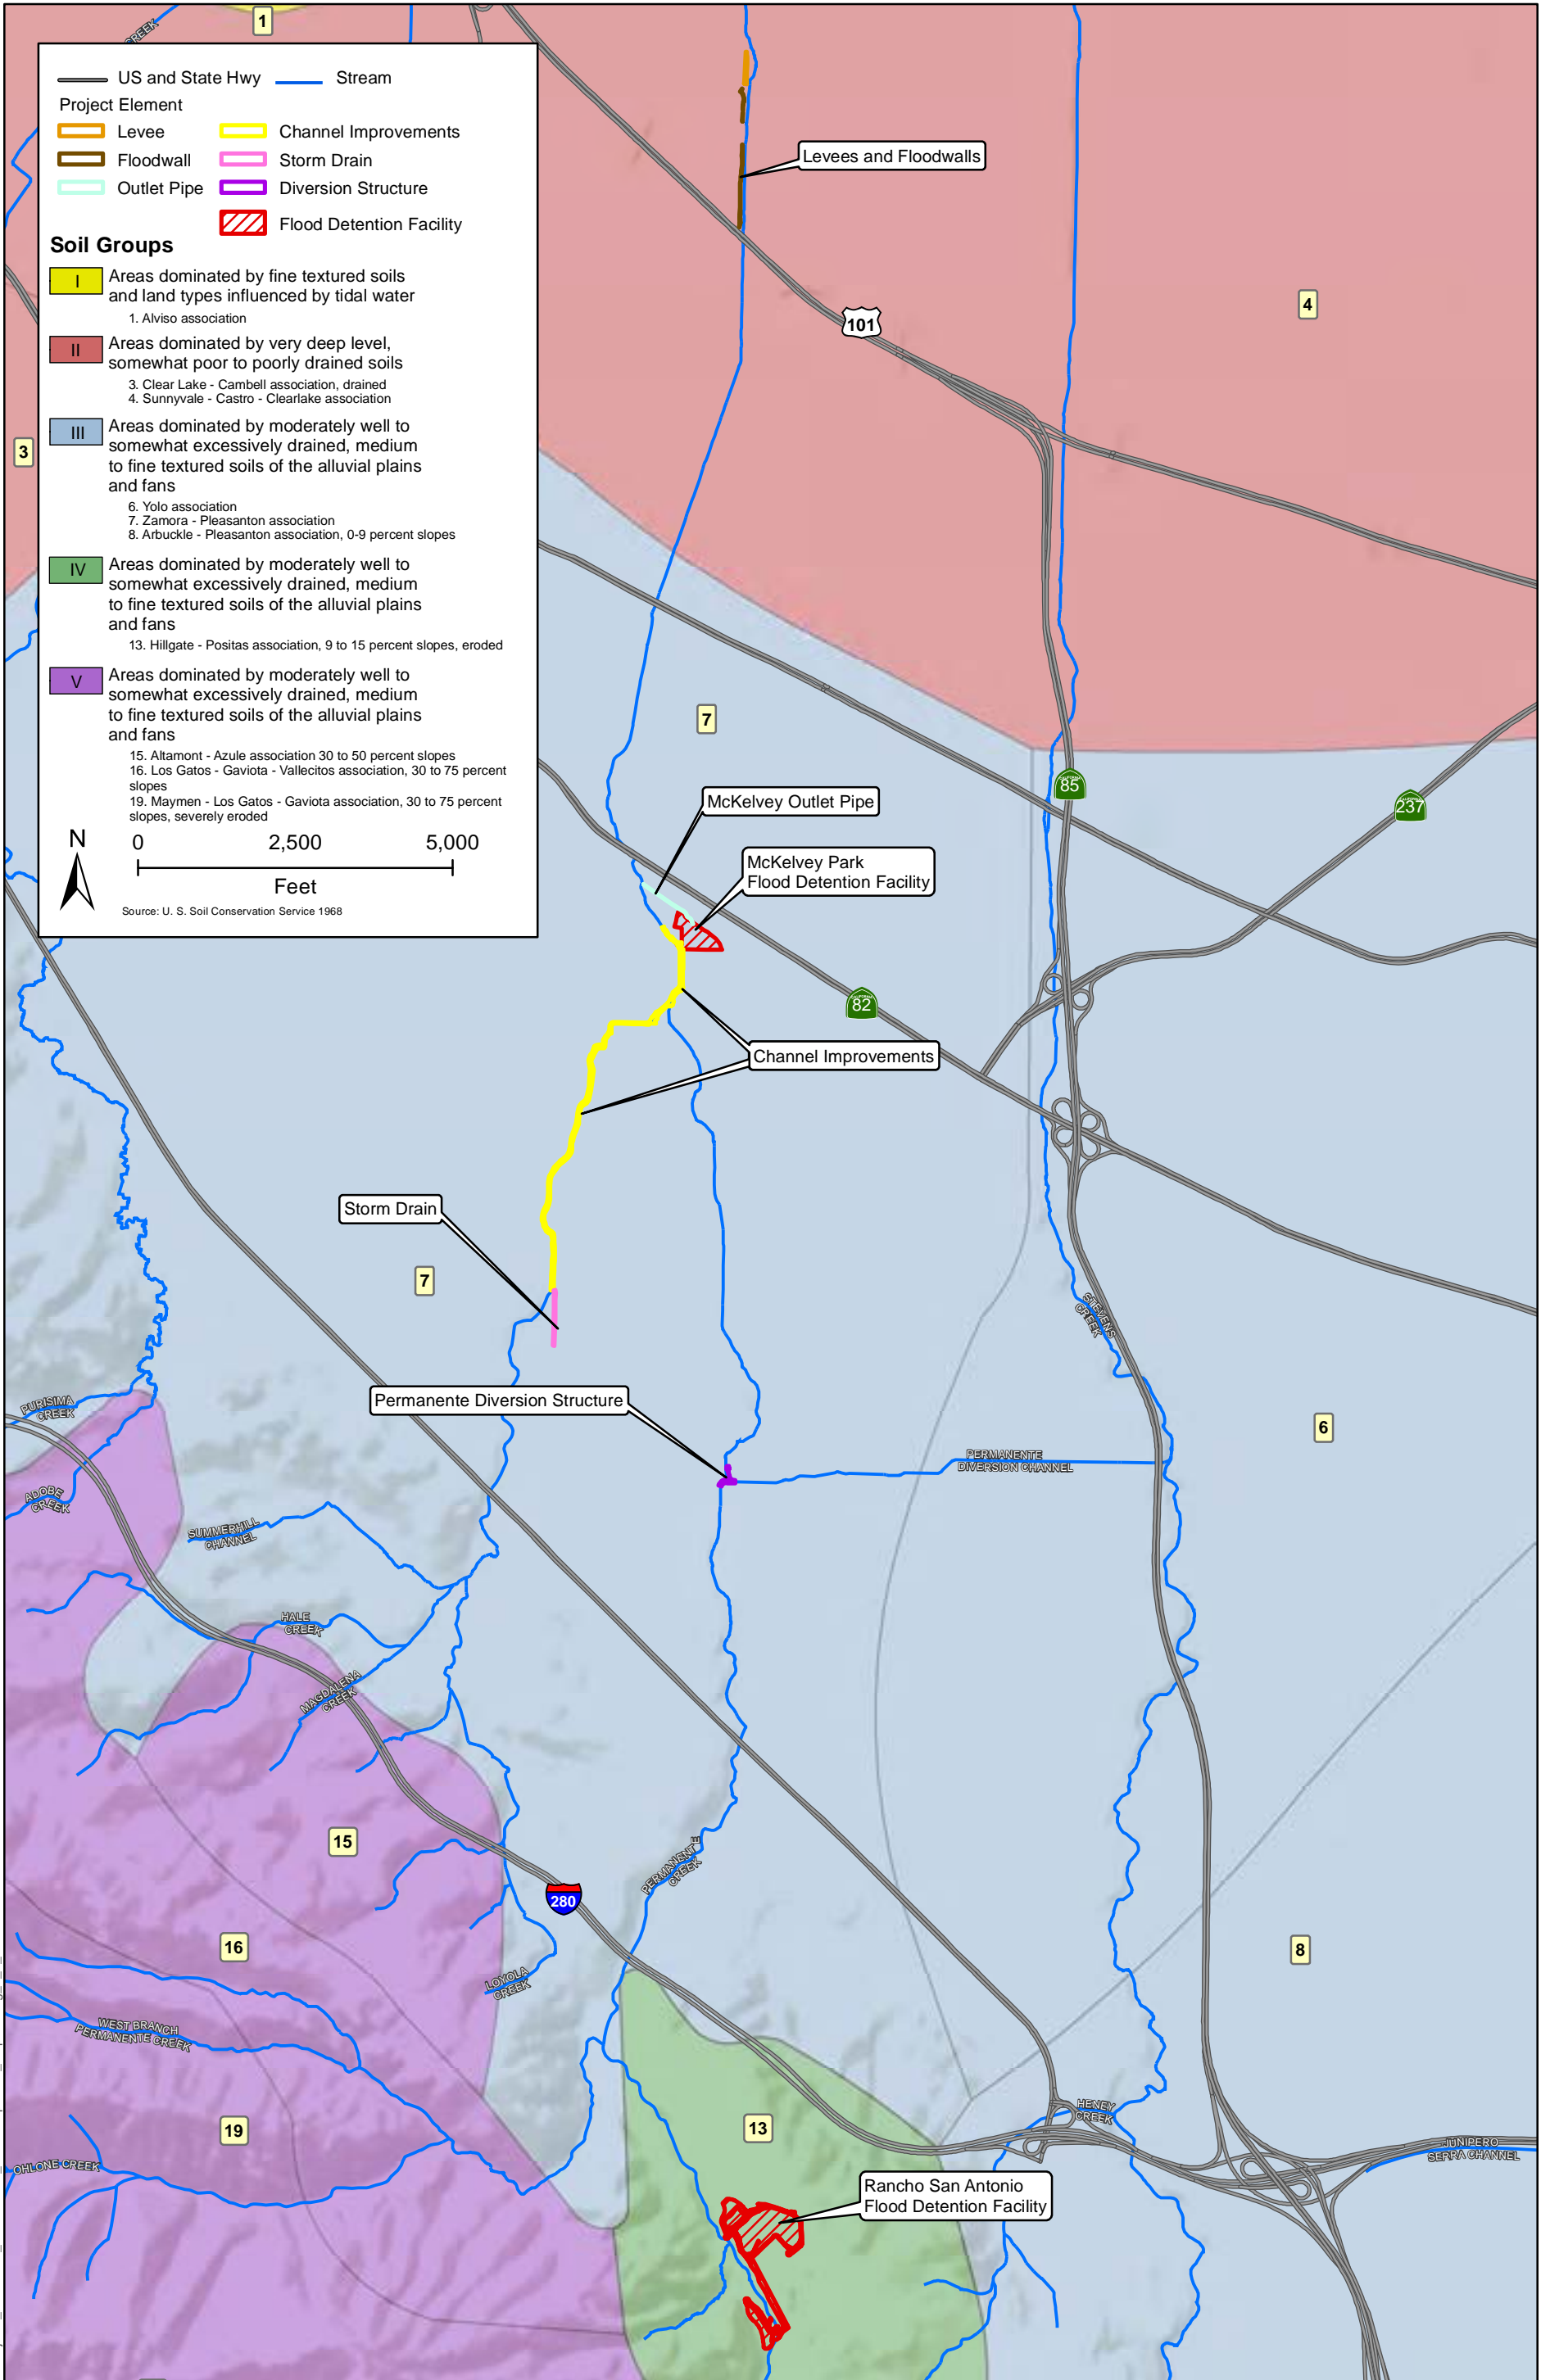 1
CREEK
US and State Hwy
Stream
Project Element
Levee
Channel Improvements
Floodwall
Storm Drain
Outlet Pipe
Diversion Structure
Flood Detention Facility
Soil Groups
I
Areas dominated by fine textured soils
and land types influenced by tidal water
1. Alviso association
II
Areas dominated by very deep level,
somewhat poor to poorly drained soils
3. Clear Lake - Cambell association, drained
4. Sunnyvale - Castro - Clearlake association
III
Areas dominated by moderately well to
somewhat excessively drained, medium
to fine textured soils of the alluvial plains
and fans
6. Yolo association
7. Zamora - Pleasanton association
8. Arbuckle - Pleasanton association, 0-9 percent slopes
IV
Areas dominated by moderately well to
somewhat excessively drained, medium
to fine textured soils of the alluvial plains
and fans
13. Hillgate - Positas association, 9 to 15 percent slopes, eroded
V
Areas dominated by moderately well to
somewhat excessively drained, medium
to fine textured soils of the alluvial plains
and fans
15. Altamont - Azule association 30 to 50 percent slopes
16. Los Gatos - Gaviota - Vallecitos association, 30 to 75 percent
slopes
19. Maymen - Los Gatos - Gaviota association, 30 to 75 percent
slopes, severely eroded
N
0
2,500
5,000
Feet
Source: U. S. Soil Conservation Service 1968
Levees and Floodwalls
101
4
3
7
85
237
McKelvey Outlet Pipe
McKelvey Park
Flood Detention Facility
82
Channel Improvements
Storm Drain
7
STEVENS
CREEK
Permanente Diversion Structure
PURISIMA
CREEK
6
PERMANENTE
DIVERSION CHANNEL
ADOBE
CREEK
SUMMERHILL
CHANNEL
HALE
CREEK
MAGDALENA
CREEK
15
PERMANENTE
CREEK
280
16
8
LOYOLA
CREEK
WEST BRANCH
PERMANENTE CREEK
HENEY
CREEK
19
13
JUNIPERO
SERRA CHANNEL
OHLONE CREEK
Rancho San Antonio
Flood Detention Facility